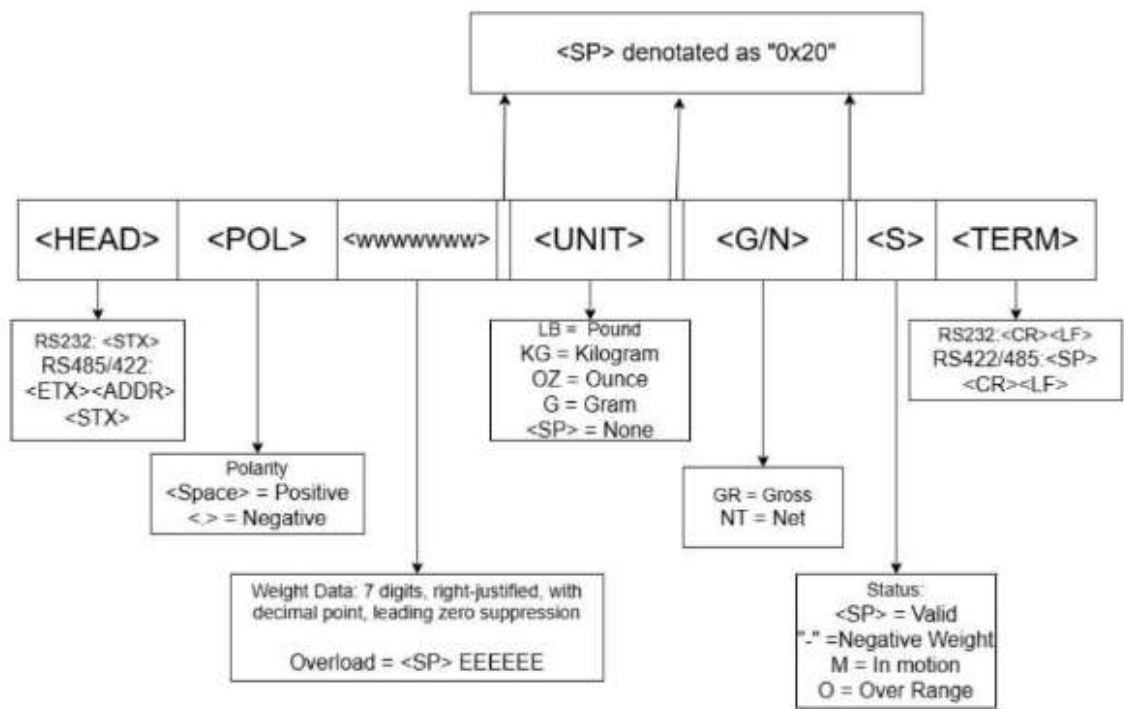 <SP> denotated as "0x20"
<HEAD> <POL> <wwwwwww> <UNIT> <G/N> <S> <TERM>
RS232: <STX>
RS485/422:
<ETX><ADDR>
<STX>
Polarity
<Space> = Positive
<.> = Negative
Weight Data: 7 digits, right-justified, with
decimal point, leading zero suppression
Overload = <SP> EEEEEE
LB = Pound
KG = Kilogram
OZ = Ounce
G = Gram
<SP> = None
GR = Gross
NT = Net
Status:
<SP> = Valid
"-" =Negative Weight
M = In motion
O = Over Range
RS232:<CR><LF>
RS422/485:<SP>
<CR><LF>